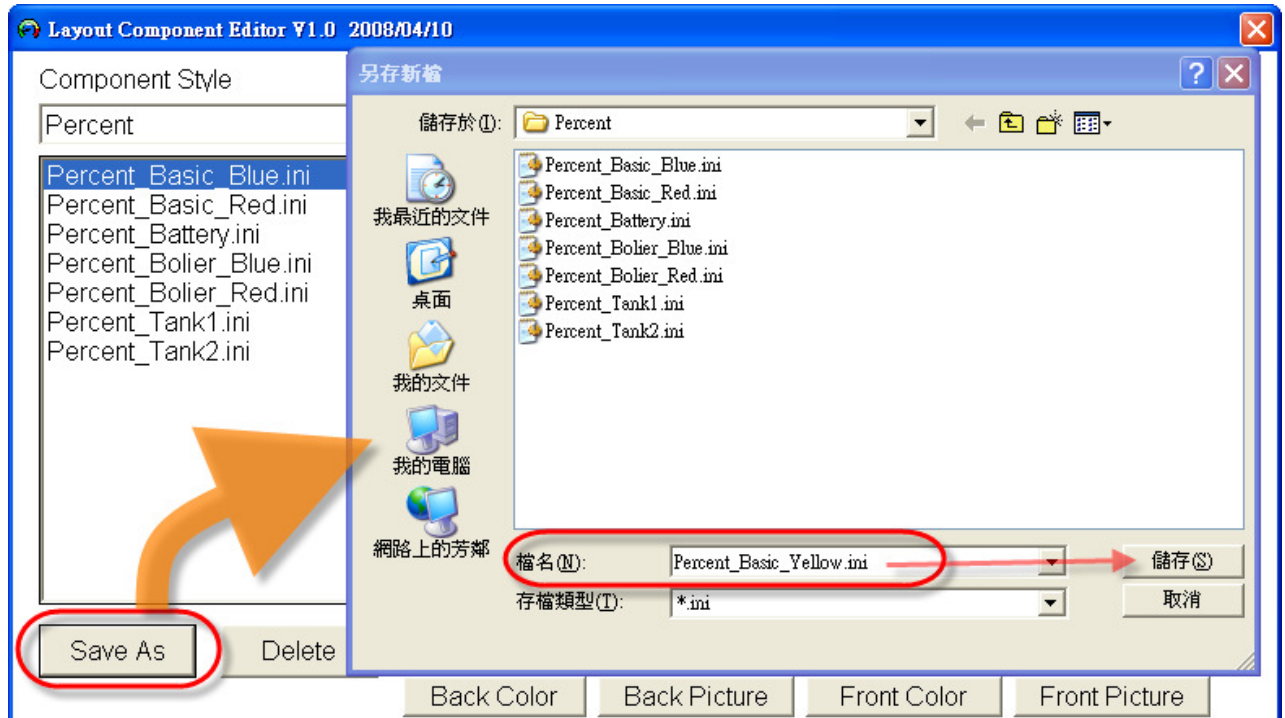 Layout Component Editor V1.0 2008/04/10
Component Style
Percent
Percent_Basic_Blue.ini
Percent_Basic_Red.ini
Percent_Battery.ini
Percent_Bolier_Blue.ini
Percent_Bolier_Red.ini
Percent_Tank1.ini
Percent_Tank2.ini
Save As
Delete
另存新檔
儲存於(I):
Percent
我最近的文件
桌面
我的文件
我的電腦
網路上的芳鄰
Percent_Basic_Blue.ini
Percent_Basic_Red.ini
Percent_Battery.ini
Percent_Bolier_Blue.ini
Percent_Bolier_Red.ini
Percent_Tank1.ini
Percent_Tank2.ini
檔名(N):
Percent_Basic_Yellow.ini
儲存(S)
存檔類型(T):
*.ini
取消
Back Color
Back Picture
Front Color
Front Picture